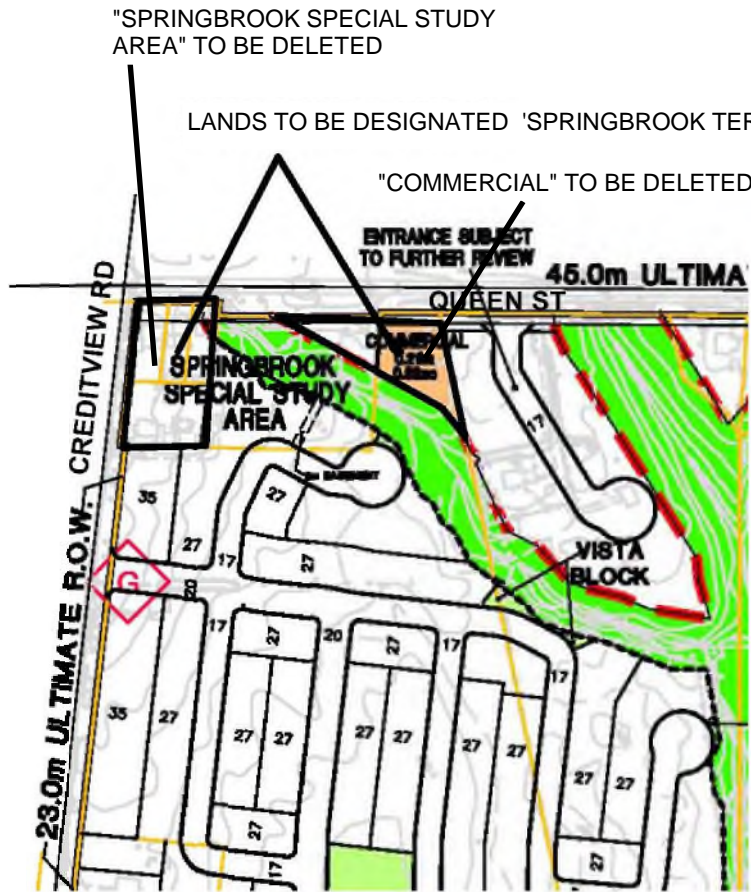 "SPRINGBROOK SPECIAL STUDY
AREA" TO BE DELETED
LANDS TO BE DESIGNATED 'SPRINGBROOK TER
"COMMERCIAL" TO BE DELETED
ENTRANCE SUBJECT
TO FURTHER REVIEW
45.0m ULTIMA
QUEEN ST
CREDITVIEW RD
COMMERCIAL
SPRINGBROOK
SPECIAL STUDY
AREA
17
35
27
27
EASEMENT
17
27
VISTA
BLOCK
G
20
17
27
20
27
17
17
35
27
27
27
27
27
27
27
27
27
27
27
17
23.0m ULTIMATE R.O.W.